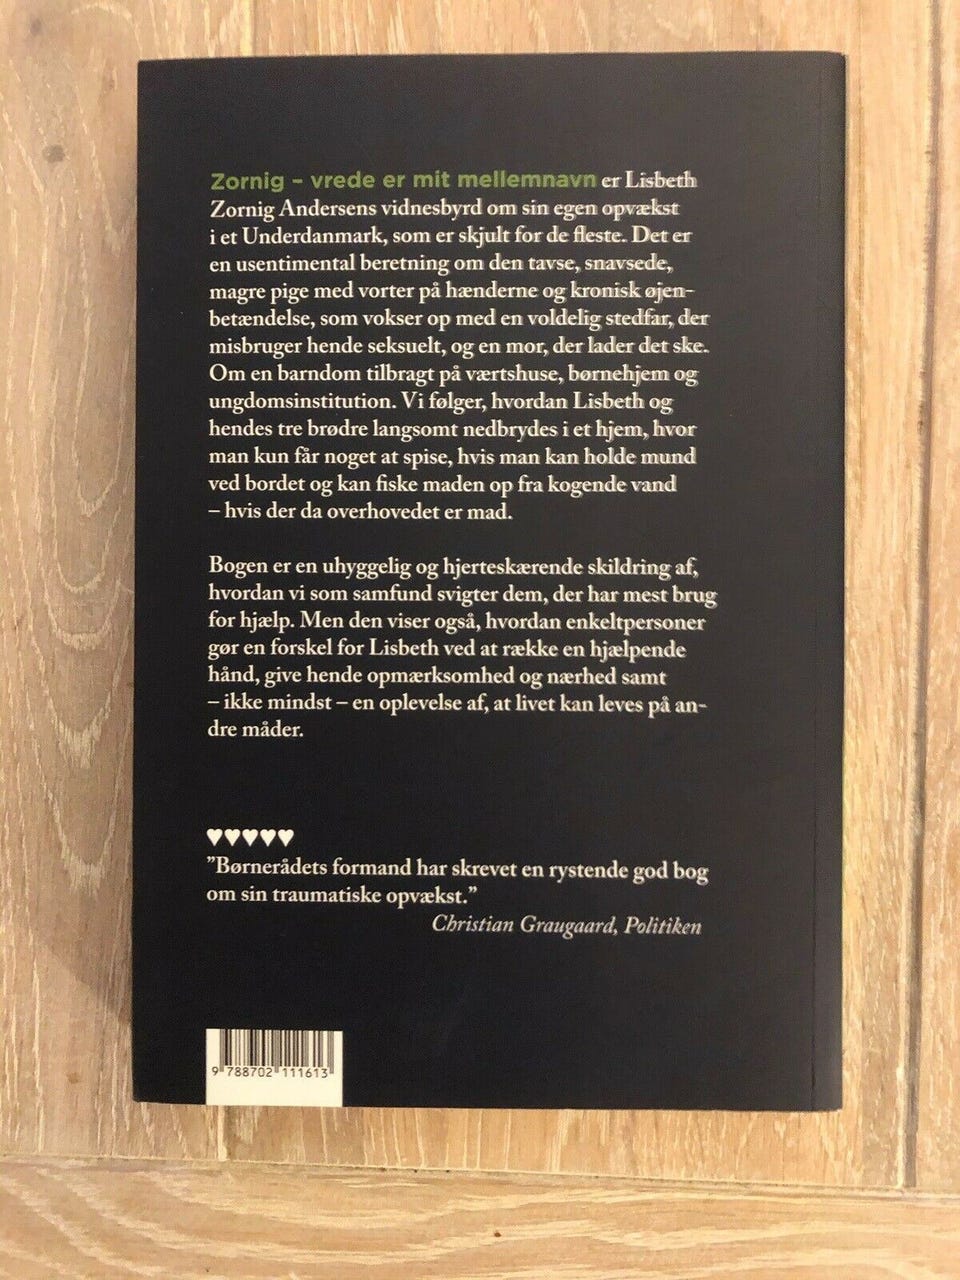 Zornig – vrede er mit mellemnavn er Lisbeth
Zornig Andersens vidnesbyrd om sin egen opvækst
i et Underdanmark, som er skjult for de fleste. Det er
en usentimental beretning om den tavse, snavsede,
magre pige med vorter på hænderne og kronisk øjen-
betændelse, som vokser op med en voldelig stedfar, der
misbruger hende seksuelt, og en mor, der lader det ske.
Om en barndom tilbragt på værtshuse, børnehjem og
ungdomsinstitution. Vi følger, hvordan Lisbeth og
hendes tre brødre langsomt nedbrydes i et hjem, hvor
man kun får noget at spise, hvis man kan holde mund
ved bordet og kan fiske maden op fra kogende vand
– hvis der da overhovedet er mad.
Bogen er en uhyggelig og hjerteskærende skildring af,
hvordan vi som samfund svigter dem, der har mest brug
for hjælp. Men den viser også, hvordan enkeltpersoner
gør en forskel for Lisbeth ved at række en hjælpende
hånd, give hende opmærksomhed og nærhed samt
– ikke mindst – en oplevelse af, at livet kan leves på an-
dre måder.
♥♥♥♥♥
”Børnerådets formand har skrevet en rystende god bog
om sin traumatiske opvækst.”
Christian Graugaard, Politiken
9 788702 111613